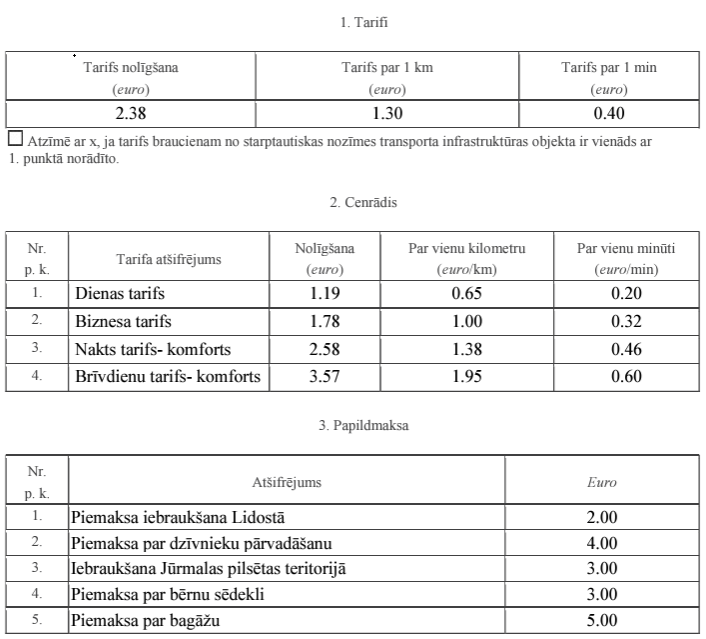 1. Tarifi
Tarifs nolīgšana
(euro)
Tarifs par 1 km
(euro)
Tarifs par 1 min
(euro)
2.38 1.30 0.40
Atzīmē ar x, ja tarifs braucienam no starptautiskas nozīmes transporta infrastruktūras objekta ir vienāds ar
1. punktā norādīto.
2. Cenrādis
Nr.
p. k.
Tarifa atšifrējums
Nolīgšana
(euro)
Par vienu kilometru
(euro/km)
Par vienu minūti
(euro/min)
1. Dienas tarifs 1.19 0.65 0.20
2. Biznesa tarifs 1.78 1.00 0.32
3. Nakts tarifs- komforts 2.58 1.38 0.46
4. Brīvdienu tarifs- komforts 3.57 1.95 0.60
3. Papildmaksa
Nr.
p. k.
Atšifrējums
Euro
1. Piemaksa iebraukšana Lidostā 2.00
2. Piemaksa par dzīvnieku pārvadāšanu 4.00
3. Iebraukšana Jūrmalas pilsētas teritorijā 3.00
4. Piemaksa par bērnu sēdekli 3.00
5. Piemaksa par bagāžu 5.00